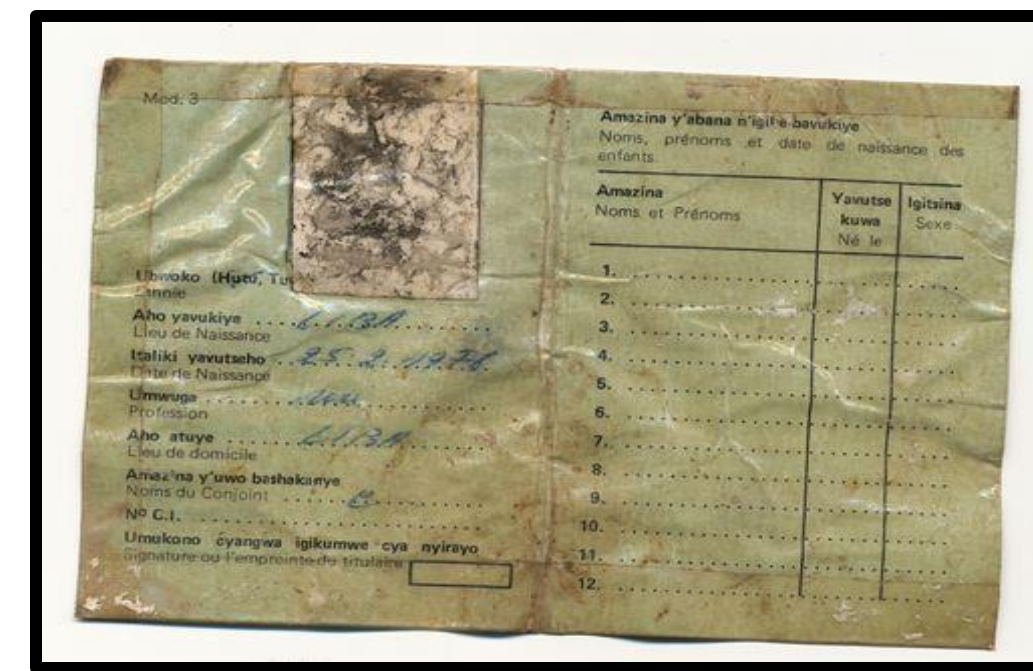 Mod. 3
Ubwoko (Hutu, Tu
Aho yavukiye .... LIBA
Lieu de Naissance
Italiki yavutseho .. 25. 2. 1976
Date de Naissance
Umwuga
Profession
Aho atuye ....... LIBA
Lieu de domicile
Amazina y'uwo bashakanye
Noms du Conjoint ...... C.
Nº C.I.
Umukono cyangwa igikumwe cya nyirayo
Signature ou l'empreinte du titulaire
Amazina y'abana n'igihe bavukiye
Noms, prénoms et date de naissance des
enfants.
Amazina
Noms et Prénoms
Yavutse
kuwa
Né le
Igitsina
Sexe
1.
2.
3.
4.
5.
6.
7.
8.
9.
10.
11.
12.